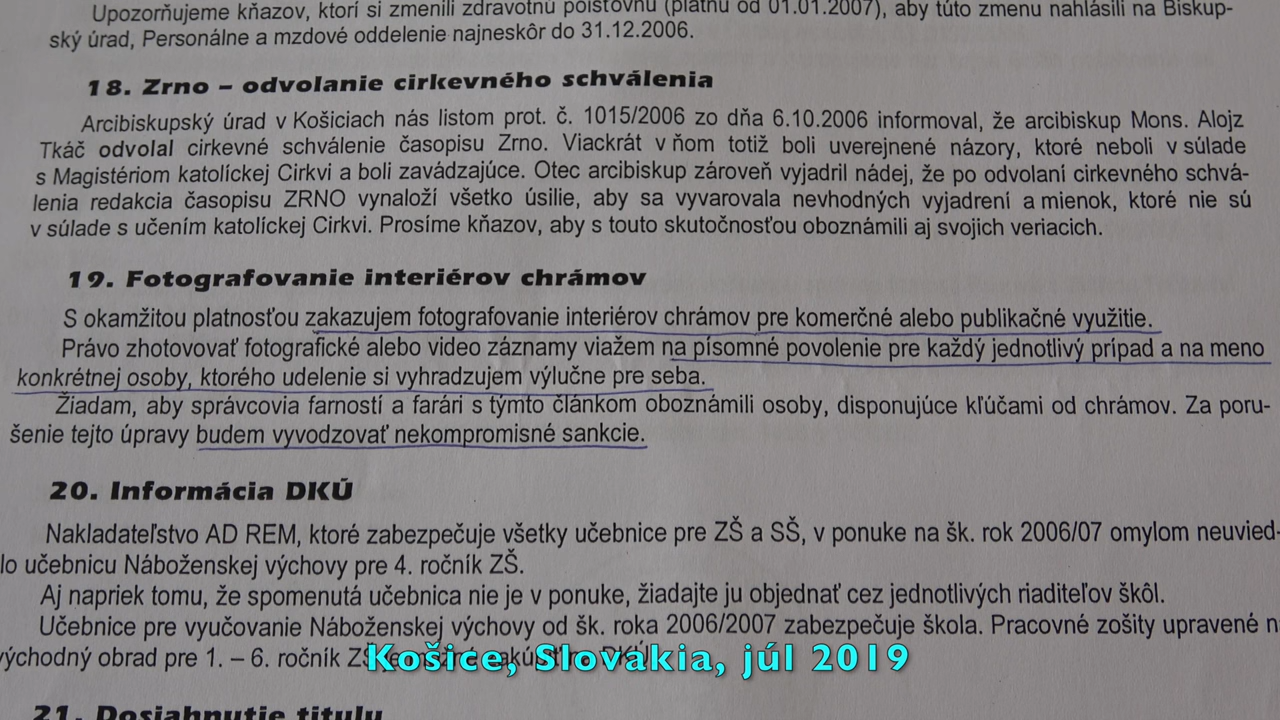 Upozorňujeme kňazov, ktorí si zmenili zdravotnú poisťovňu (platnú od 01.01.2007), aby túto zmenu nahlásili na Biskup-
ský úrad, Personálne a mzdové oddelenie najneskôr do 31.12.2006.
18. Zrno – odvolanie cirkevného schválenia
Arcibiskupský úrad v Košiciach nás listom prot. č. 1015/2006 zo dňa 6.10.2006 informoval, že arcibiskup Mons. Alojz
Tkáč odvolal cirkevné schválenie časopisu Zrno. Viackrát v ňom totiž boli uverejnené názory, ktoré neboli v súlade
s Magistériom katolíckej Cirkvi a boli zavádzajúce. Otec arcibiskup zároveň vyjadril nádej, že po odvolaní cirkevného schvá-
lenia redakcia časopisu ZRNO vynaloží všetko úsilie, aby sa vyvarovala nevhodných vyjadrení a mienok, ktoré nie sú
v súlade s učením katolíckej Cirkvi. Prosíme kňazov, aby s touto skutočnosťou oboznámili aj svojich veriacich.
19. Fotografovanie interiérov chrámov
S okamžitou platnosťou zakazujem fotografovanie interiérov chrámov pre komerčné alebo publikačné využitie.
Právo zhotovovať fotografické alebo video záznamy viažem na písomné povolenie pre každý jednotlivý prípad a na meno
konkrétnej osoby, ktorého udelenie si vyhradzujem výlučne pre seba.
Žiadam, aby správcovia farností a farári s týmto článkom oboznámili osoby, disponujúce kľúčami od chrámov. Za poru-
šenie tejto úpravy budem vyvodzovať nekompromisné sankcie.
20. Informácia DKÚ
Nakladateľstvo AD REM, ktoré zabezpečuje všetky učebnice pre ZŠ a SŠ, v ponuke na šk. rok 2006/07 omylom neuvied-
lo učebnicu Náboženskej výchovy pre 4. ročník ZŠ.
Aj napriek tomu, že spomenutá učebnica nie je v ponuke, žiadajte ju objednať cez jednotlivých riaditeľov škôl.
Učebnice pre vyučovanie Náboženskej výchovy od šk. roka 2006/2007 zabezpečuje škola. Pracovné zošity upravené
východný obrad pre 1. – 6. ročník ZŠ
Košice, Slovakia, júl 2019
21. Dosiahnutie titulu